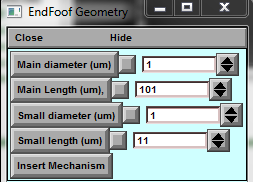 EndFoof Geometry
Close Hide
Main diameter (um) 1
Main Length (um), 101
Small diameter (um) 1
Small length (um) 11
Insert Mechanism